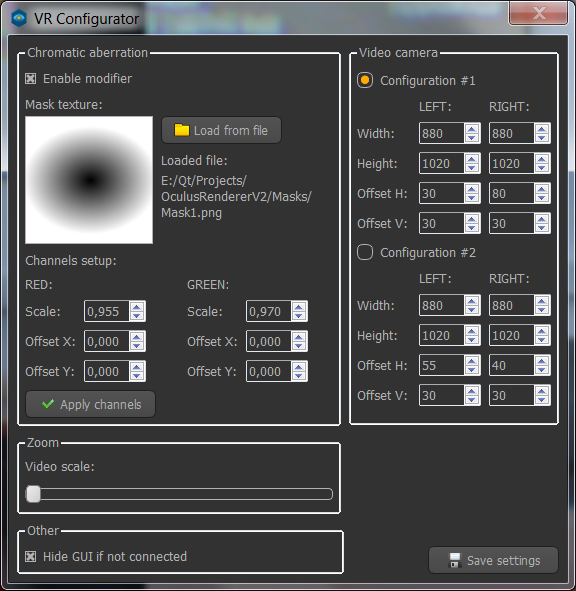 VR Configurator
Chromatic aberration
Enable modifier
Mask texture:
Load from file
Loaded file:
E:/Qt/Projects/
OculusRendererV2/Masks/
Mask1.png
Channels setup:
RED: GREEN:
Scale: 0,955 Scale: 0,970
Offset X: 0,000 Offset X: 0,000
Offset Y: 0,000 Offset Y: 0,000
Apply channels
Zoom
Video scale:
Other
Hide GUI if not connected
Video camera
Configuration #1
LEFT: RIGHT:
Width: 880 880
Height: 1020 1020
Offset H: 30 80
Offset V: 30 30
Configuration #2
LEFT: RIGHT:
Width: 880 880
Height: 1020 1020
Offset H: 55 40
Offset V: 30 30
Save settings